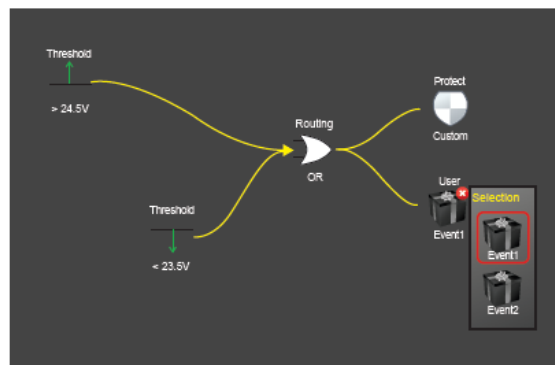 Threshold
> 24.5V
Protect
Custom
Routing
OR
Threshold
< 23.5V
User
Event1
Selection
Event1
Event2